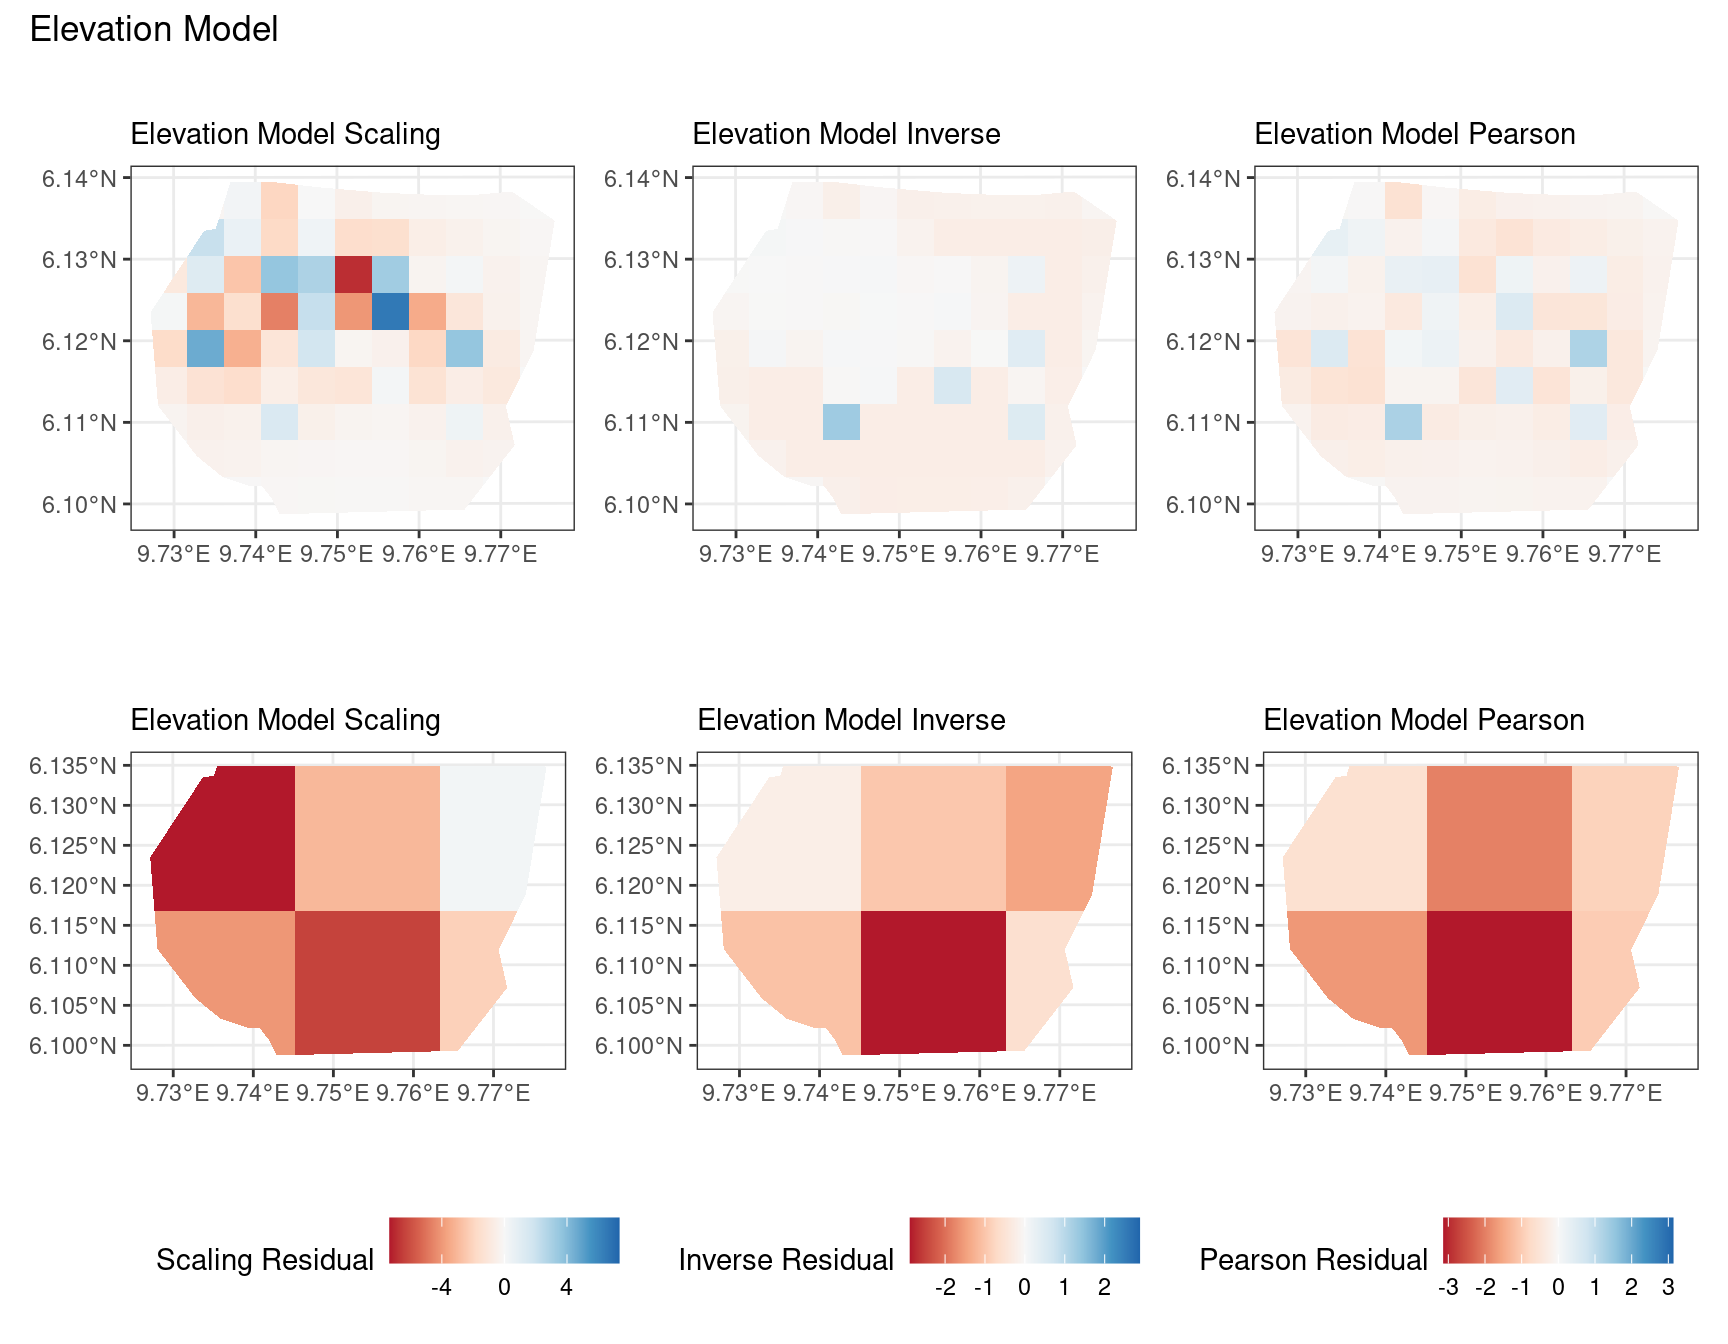 Elevation Model
Elevation Model Scaling
Elevation Model Inverse
Elevation Model Pearson
6.14°N
6.13°N
6.12°N
6.11°N
6.10°N
9.73°E 9.74°E 9.75°E 9.76°E 9.77°E
6.14°N
6.13°N
6.12°N
6.11°N
6.10°N
9.73°E 9.74°E 9.75°E 9.76°E 9.77°E
6.14°N
6.13°N
6.12°N
6.11°N
6.10°N
9.73°E 9.74°E 9.75°E 9.76°E 9.77°E
Elevation Model Scaling
Elevation Model Inverse
Elevation Model Pearson
6.135°N
6.130°N
6.125°N
6.120°N
6.115°N
6.110°N
6.105°N
6.100°N
9.73°E 9.74°E 9.75°E 9.76°E 9.77°E
6.135°N
6.130°N
6.125°N
6.120°N
6.115°N
6.110°N
6.105°N
6.100°N
9.73°E 9.74°E 9.75°E 9.76°E 9.77°E
6.135°N
6.130°N
6.125°N
6.120°N
6.115°N
6.110°N
6.105°N
6.100°N
9.73°E 9.74°E 9.75°E 9.76°E 9.77°E
Scaling Residual
-4 0 4
Inverse Residual
-2 -1 0 1 2
Pearson Residual
-3 -2 -1 0 1 2 3